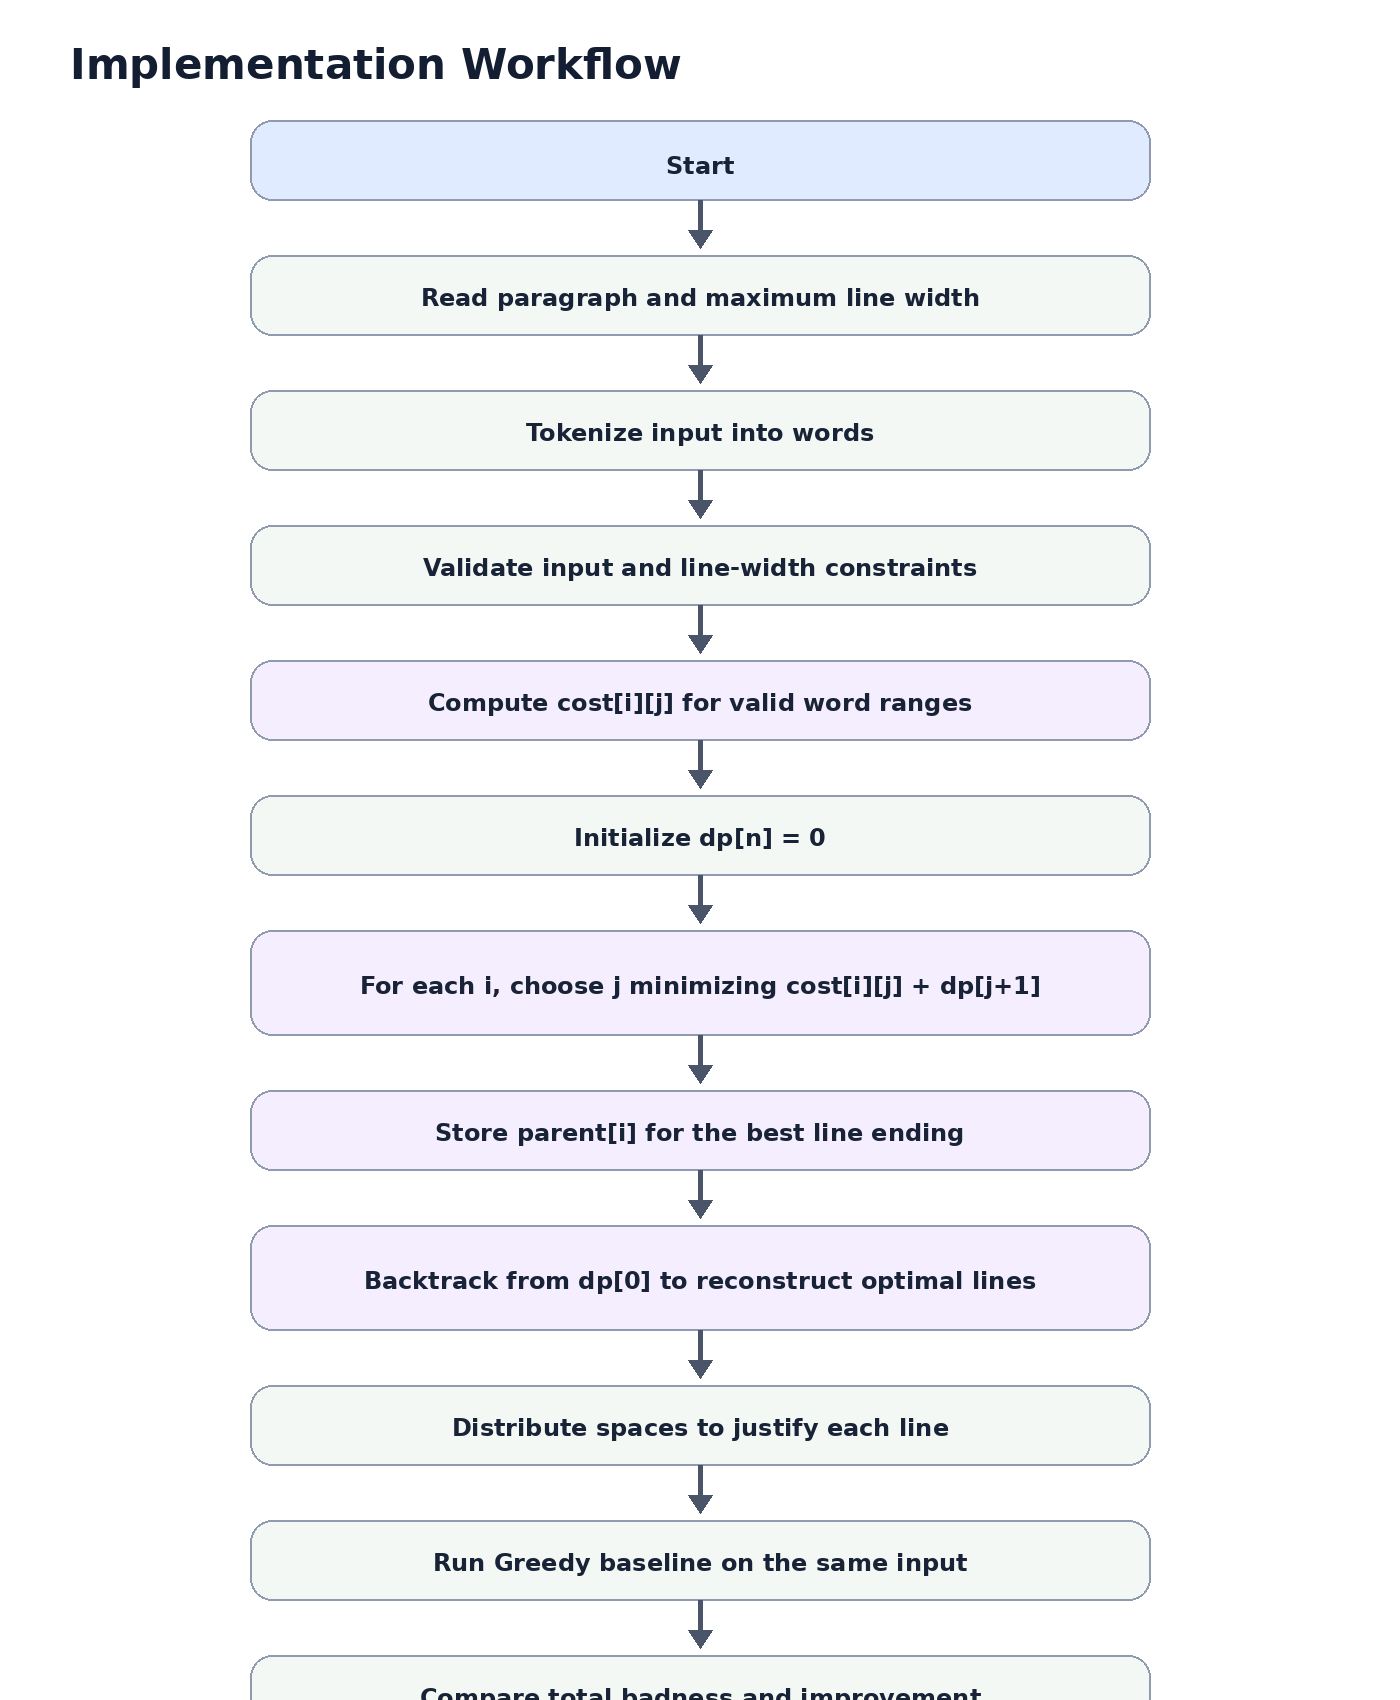 Implementation Workflow
Start
Read paragraph and maximum line width
Tokenize input into words
Validate input and line-width constraints
Compute cost[i][j] for valid word ranges
Initialize dp[n] = 0
For each i, choose j minimizing cost[i][j] + dp[j+1]
Store parent[i] for the best line ending
Backtrack from dp[0] to reconstruct optimal lines
Distribute spaces to justify each line
Run Greedy baseline on the same input
Compare total badness and improvement